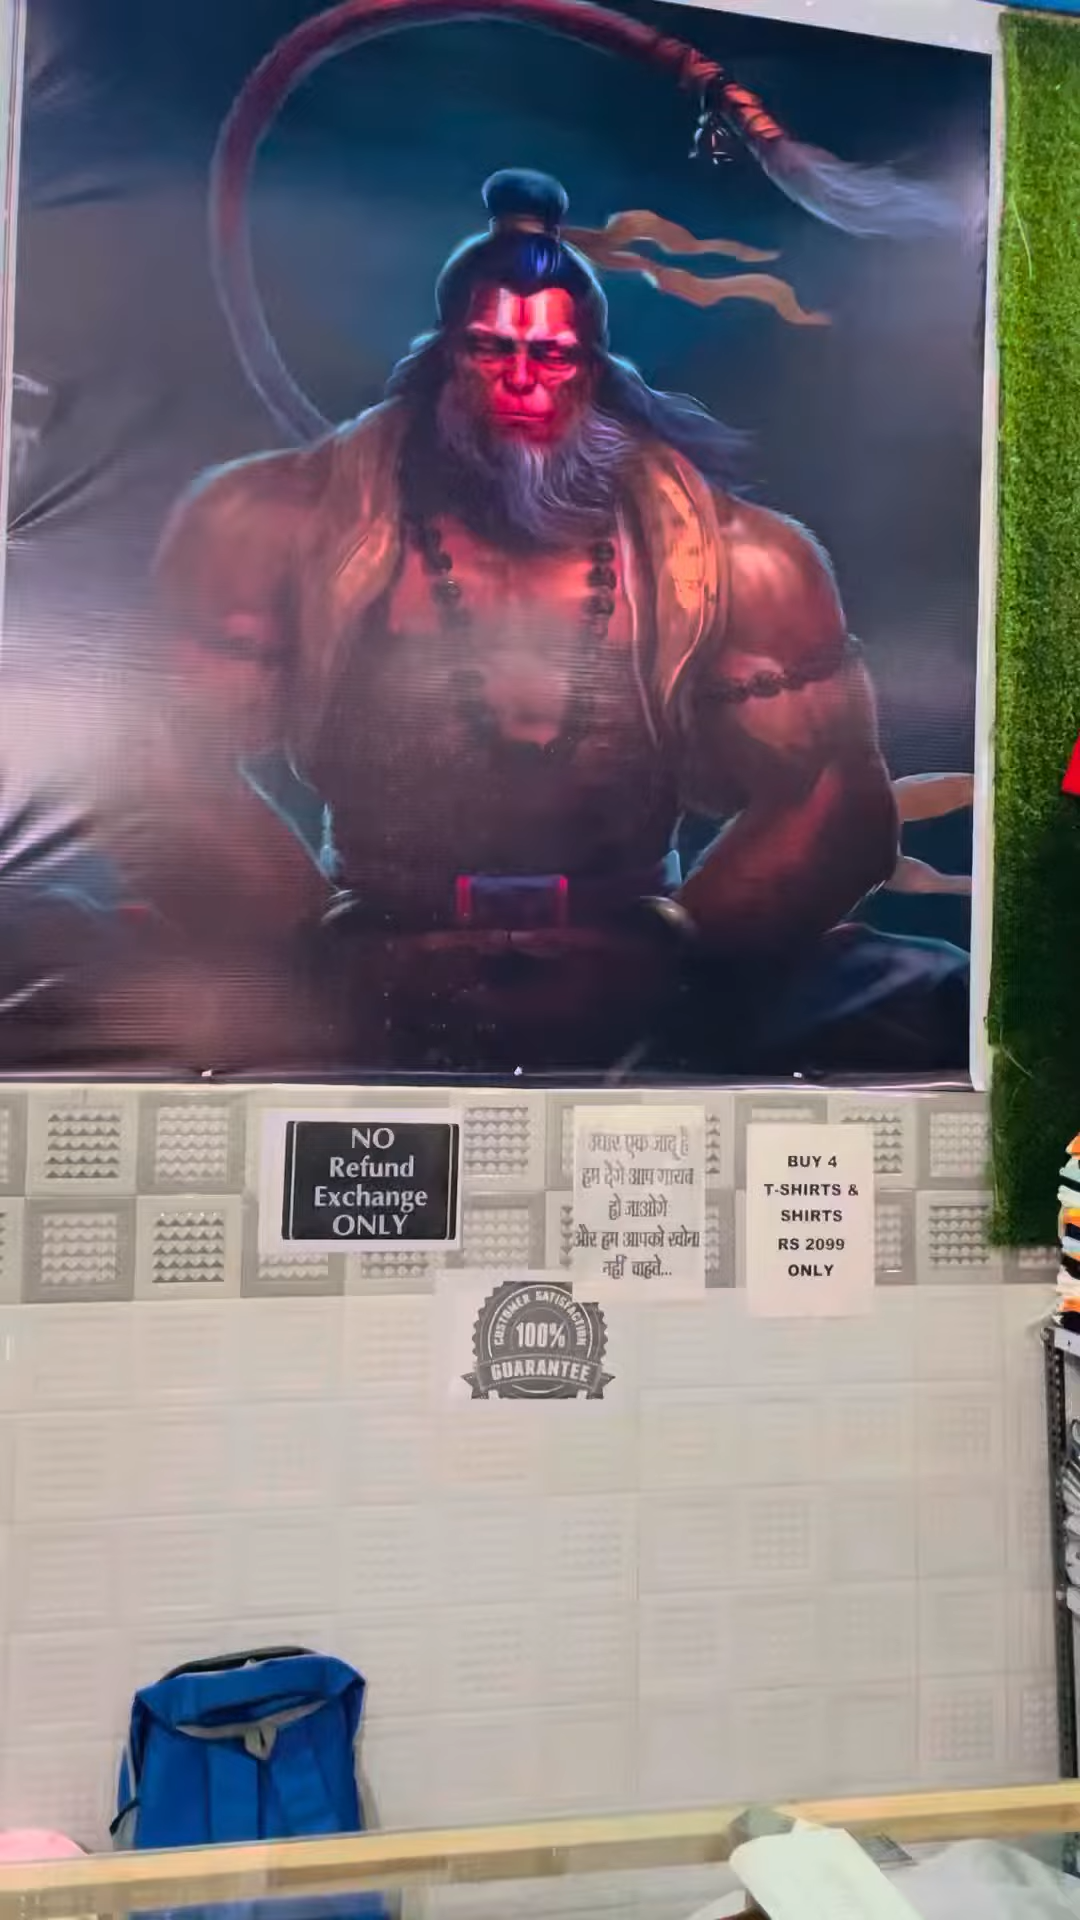 NO
Refund
Exchange
ONLY
उधार एक जादू है
हम देंगे आप गायब
हो जाओगे
और हम आपको खोना
नहीं चाहते...
BUY 4
T-SHIRTS &
SHIRTS
RS 2099
ONLY
CUSTOMER SATISFACTION
100%
GUARANTEE